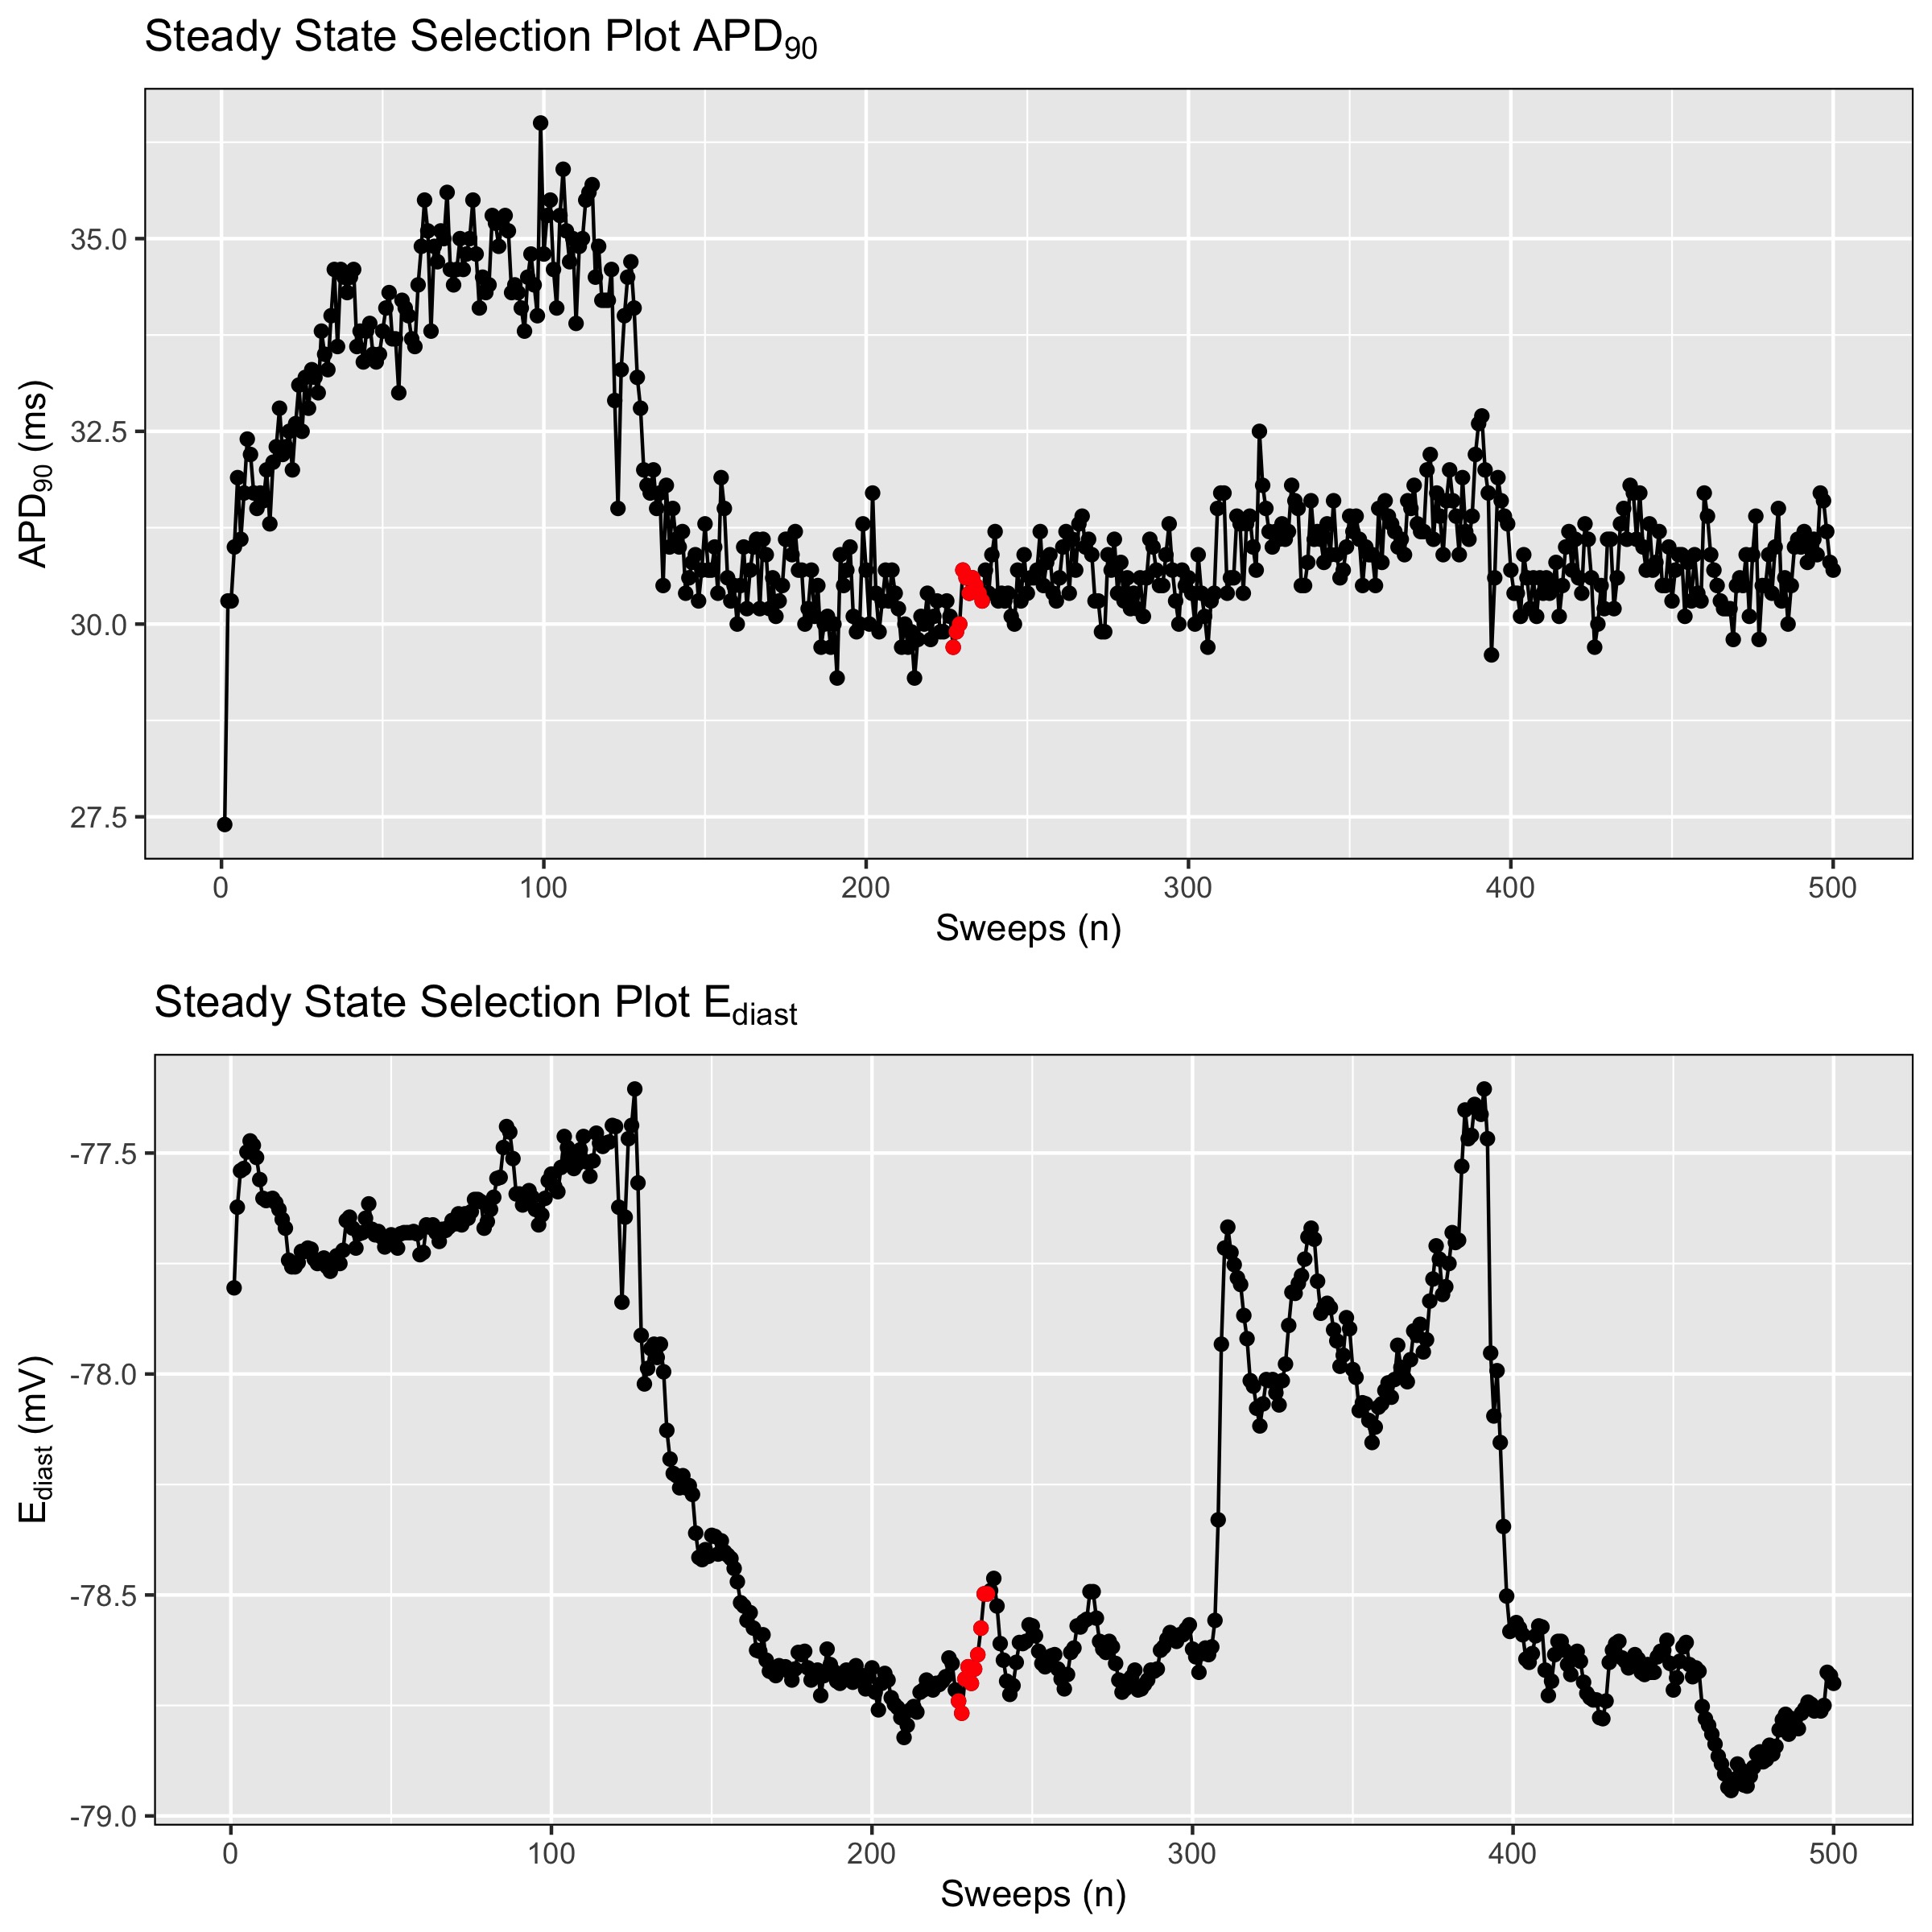 Steady State Selection Plot APD90
APD90 (ms)
35.0
32.5
30.0
27.5
0 100 200 300 400 500
Sweeps (n)
Steady State Selection Plot Ediast
Ediast (mV)
-77.5
-78.0
-78.5
-79.0
0 100 200 300 400 500
Sweeps (n)